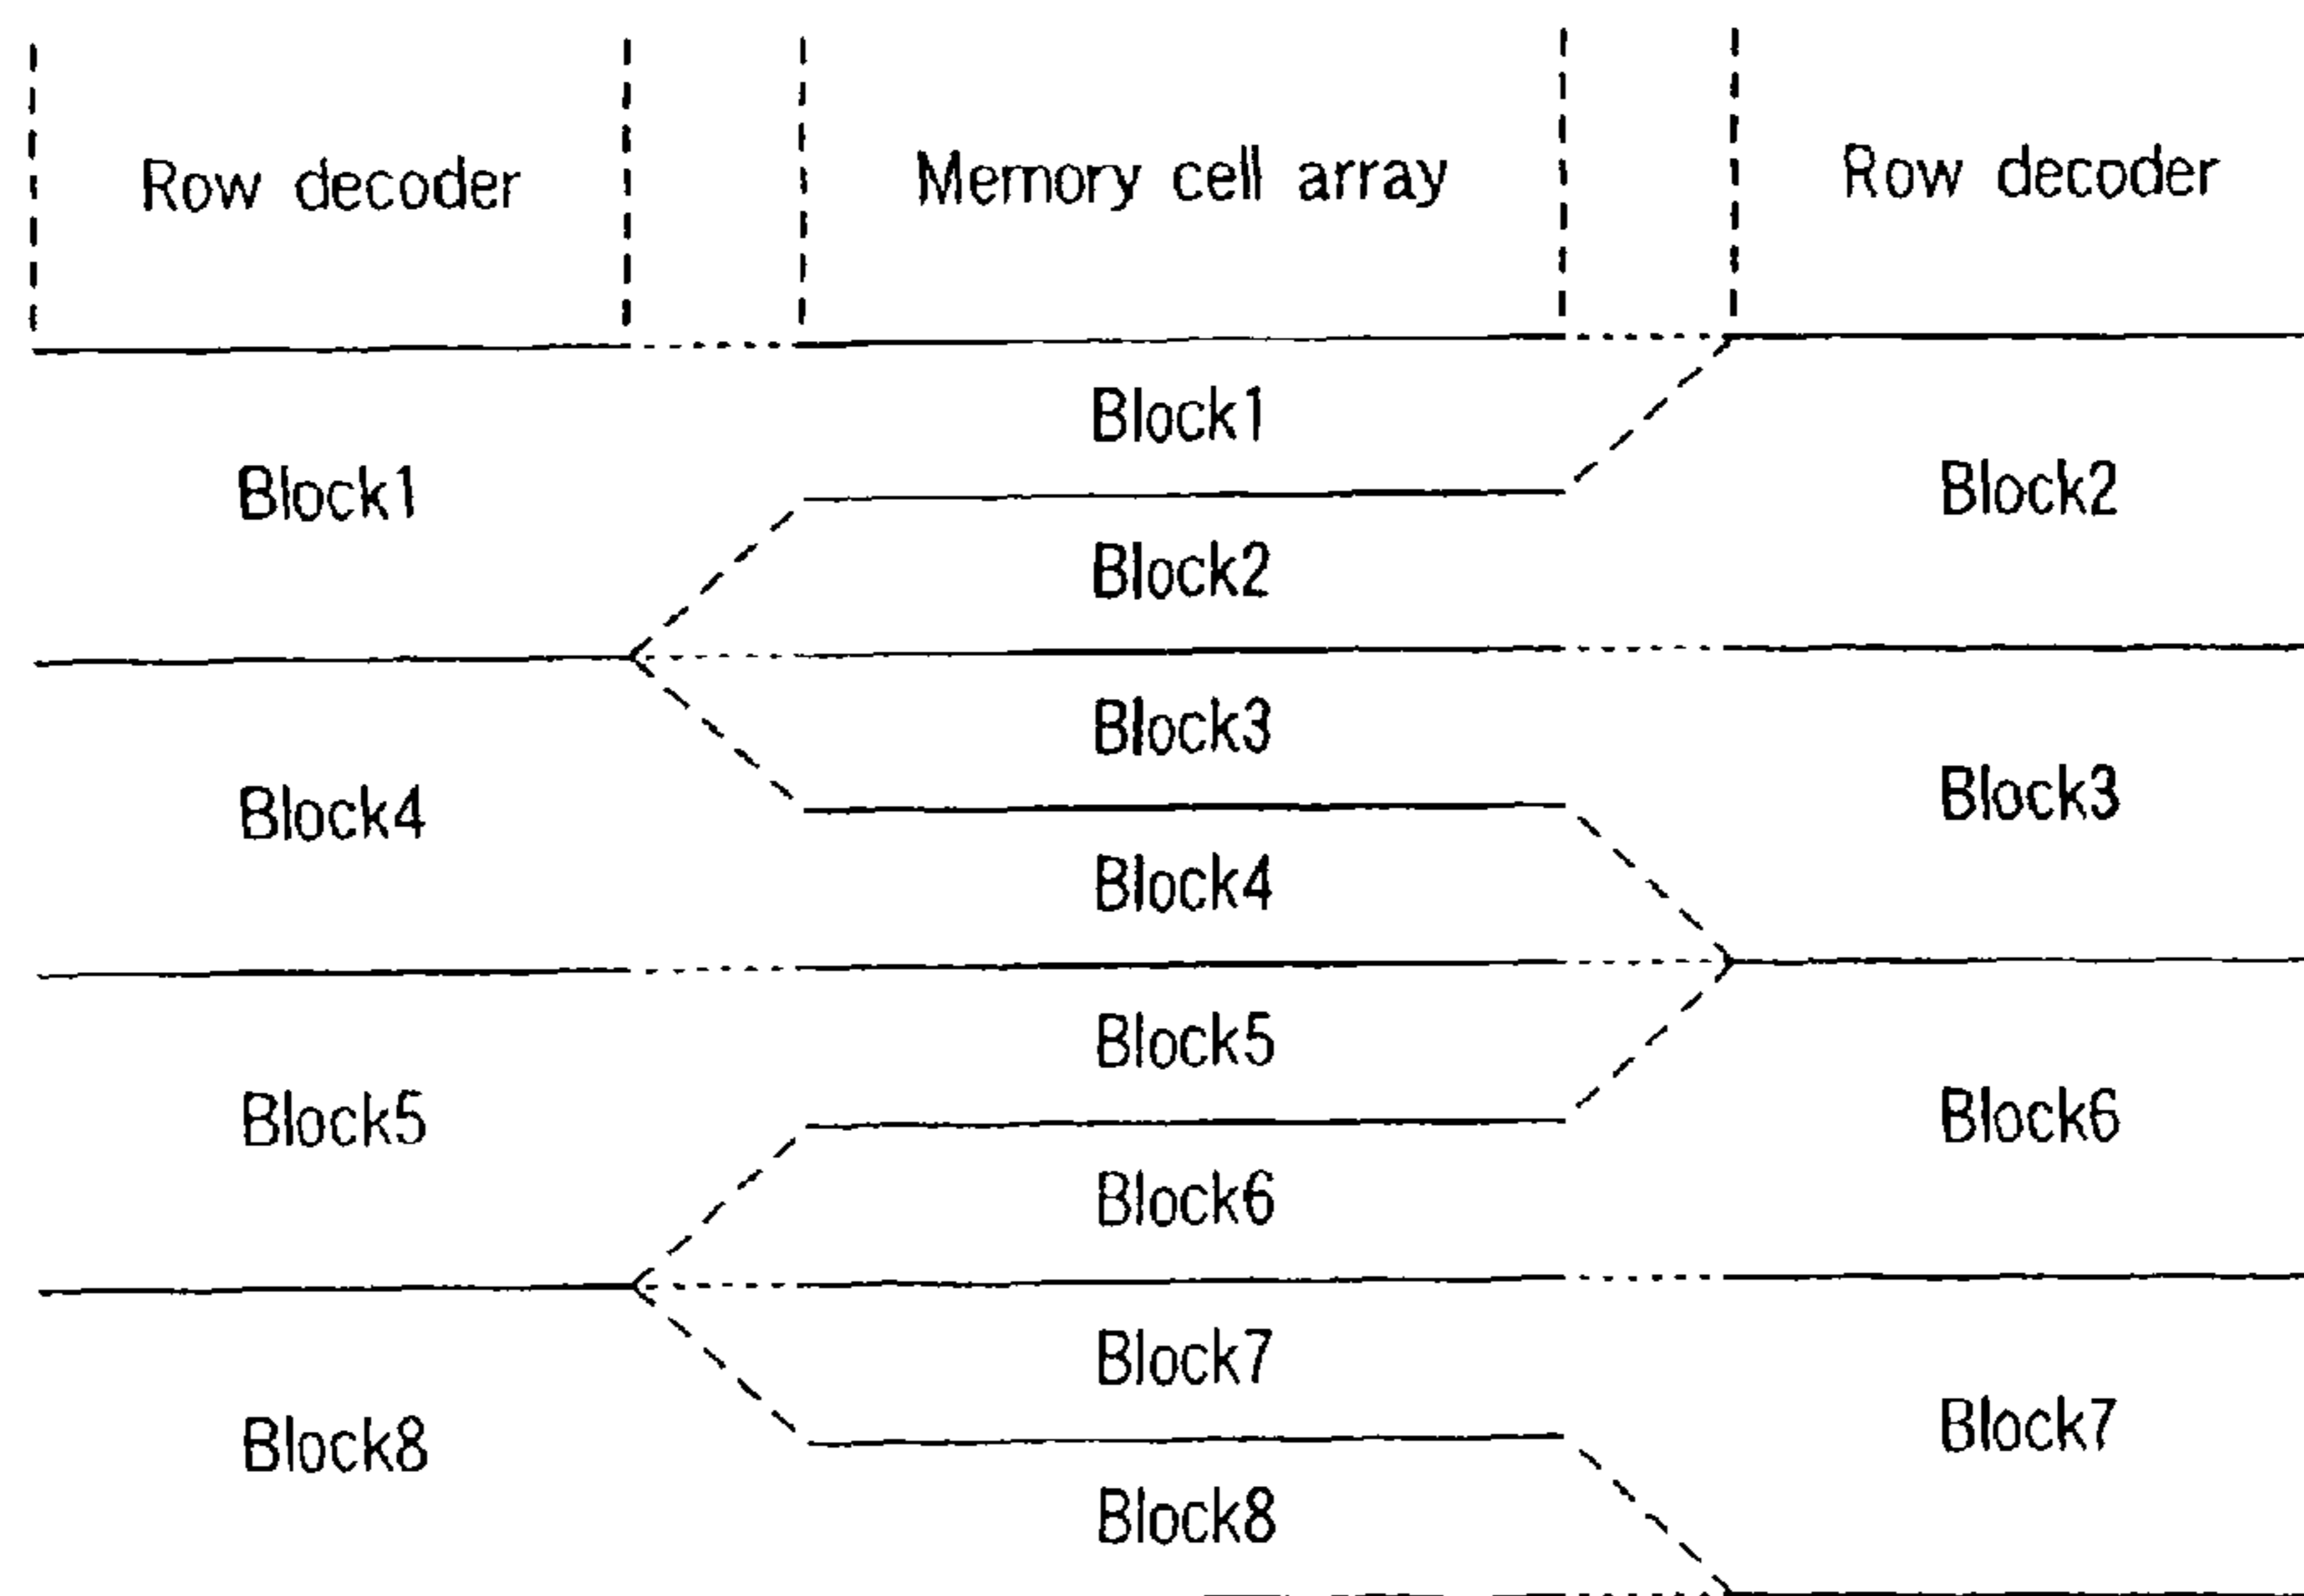 Row decoder
Memory cell array
Row decoder
Block1
Block4
Block5
Block8
Block1
Block2
Block3
Block4
Block5
Block6
Block7
Block8
Block2
Block3
Block6
Block7